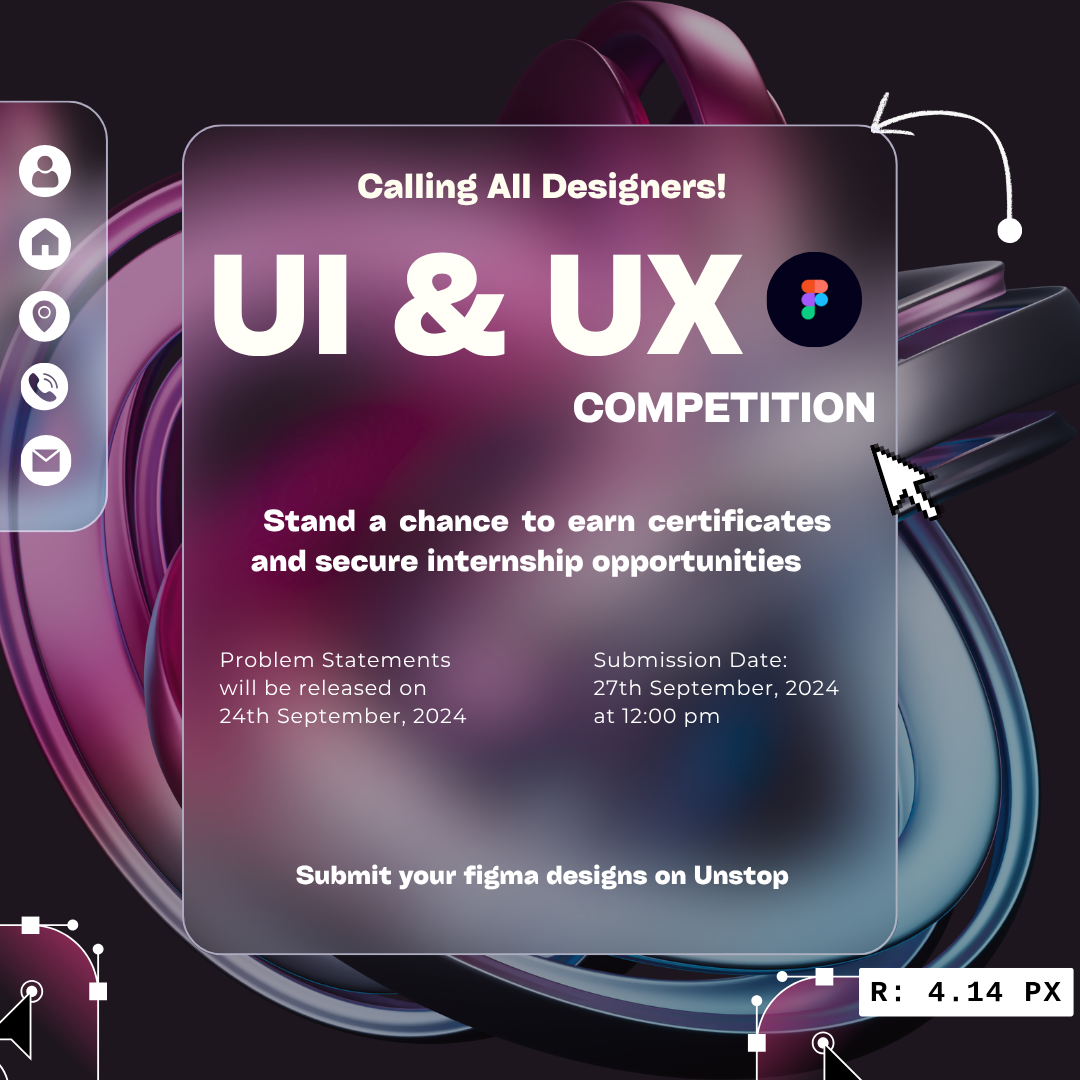 Calling All Designers!
UI & UX
COMPETITION
Stand a chance to earn certificates
and secure internship opportunities
Problem Statements
will be released on
24th September, 2024
Submission Date:
27th September, 2024
at 12:00 pm
Submit your figma designs on Unstop
R: 4.14 PX